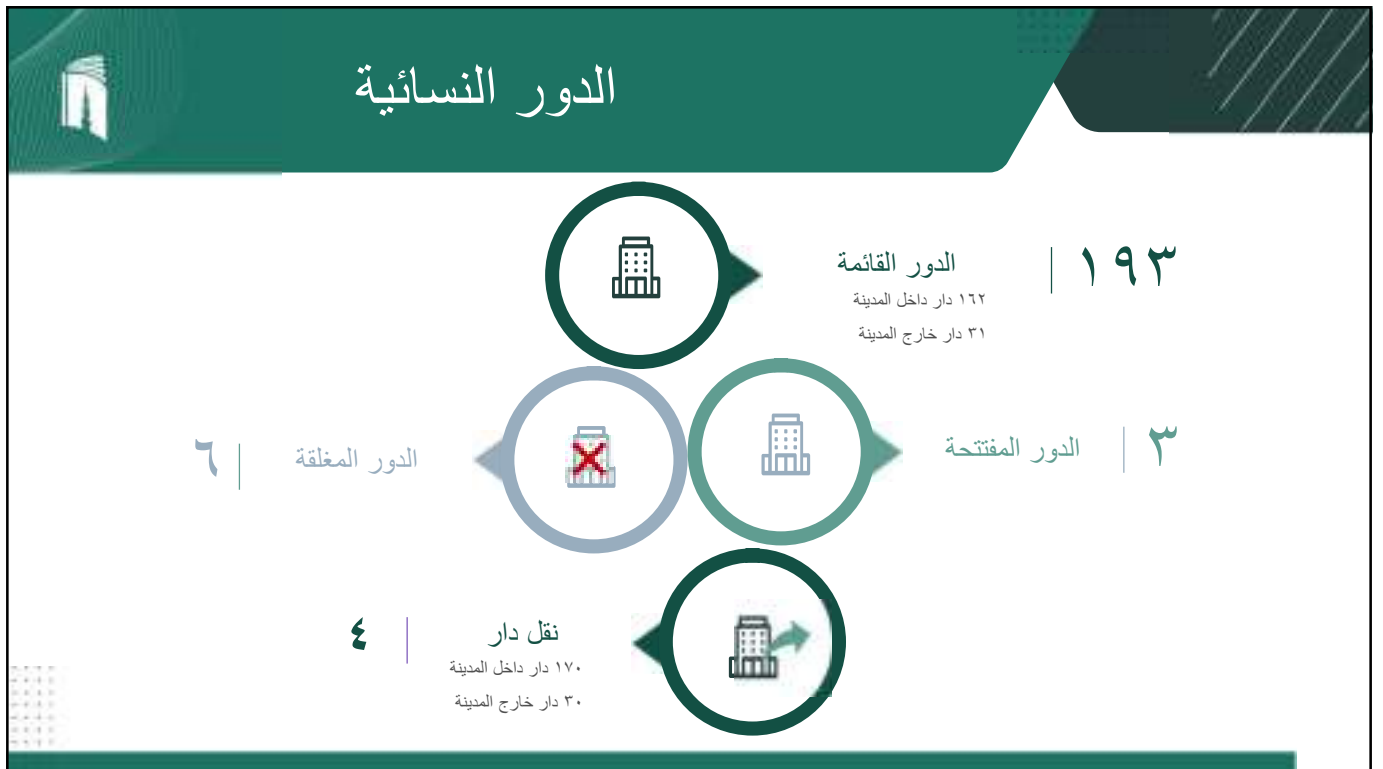 الدور النسائية
١٩٣
الدور القائمة
١٦٢ دار داخل المدينة
٣١ دار خارج المدينة
٣
الدور المفتتحة
الدور المغلقة
٦
نقل دار
١٧٠ دار داخل المدينة
٣٠ دار خارج المدينة
٤